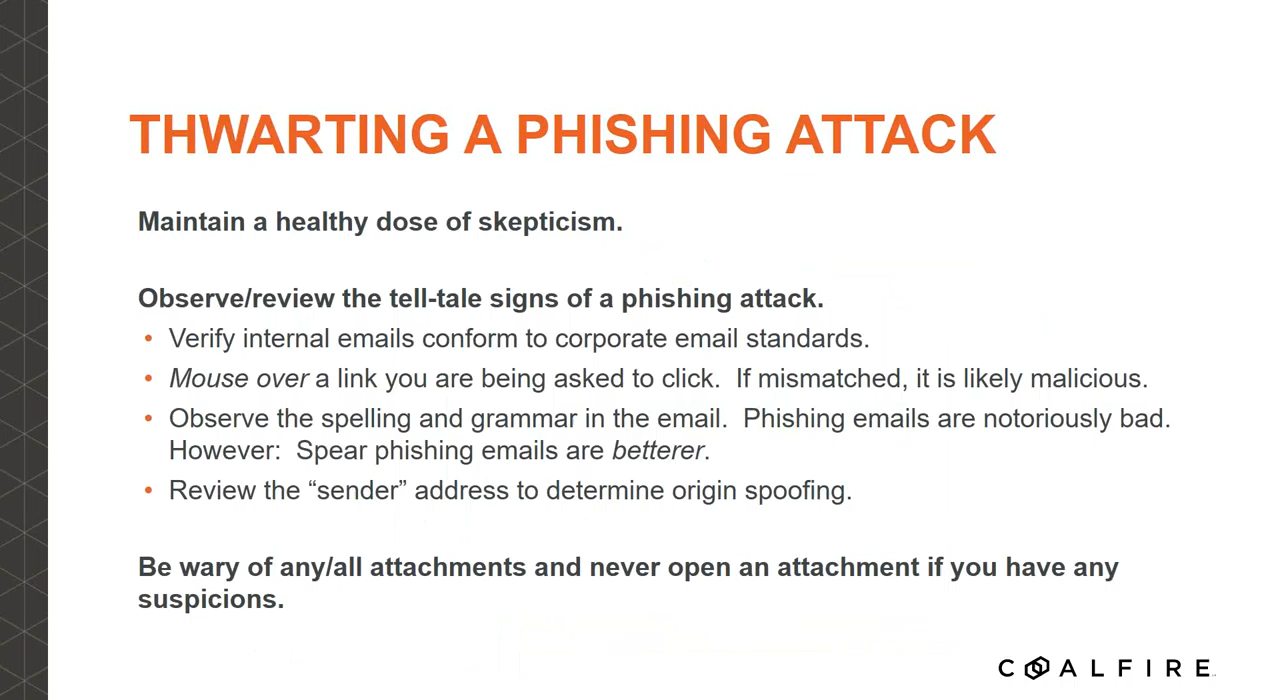 THWARTING A PHISHING ATTACK
Maintain a healthy dose of skepticism.
Observe/review the tell-tale signs of a phishing attack.
• Verify internal emails conform to corporate email standards.
• Mouse over a link you are being asked to click.  If mismatched, it is likely malicious.
• Observe the spelling and grammar in the email.  Phishing emails are notoriously bad.
However:  Spear phishing emails are betterer.
• Review the “sender” address to determine origin spoofing.
Be wary of any/all attachments and never open an attachment if you have any
suspicions.
COALFIRE